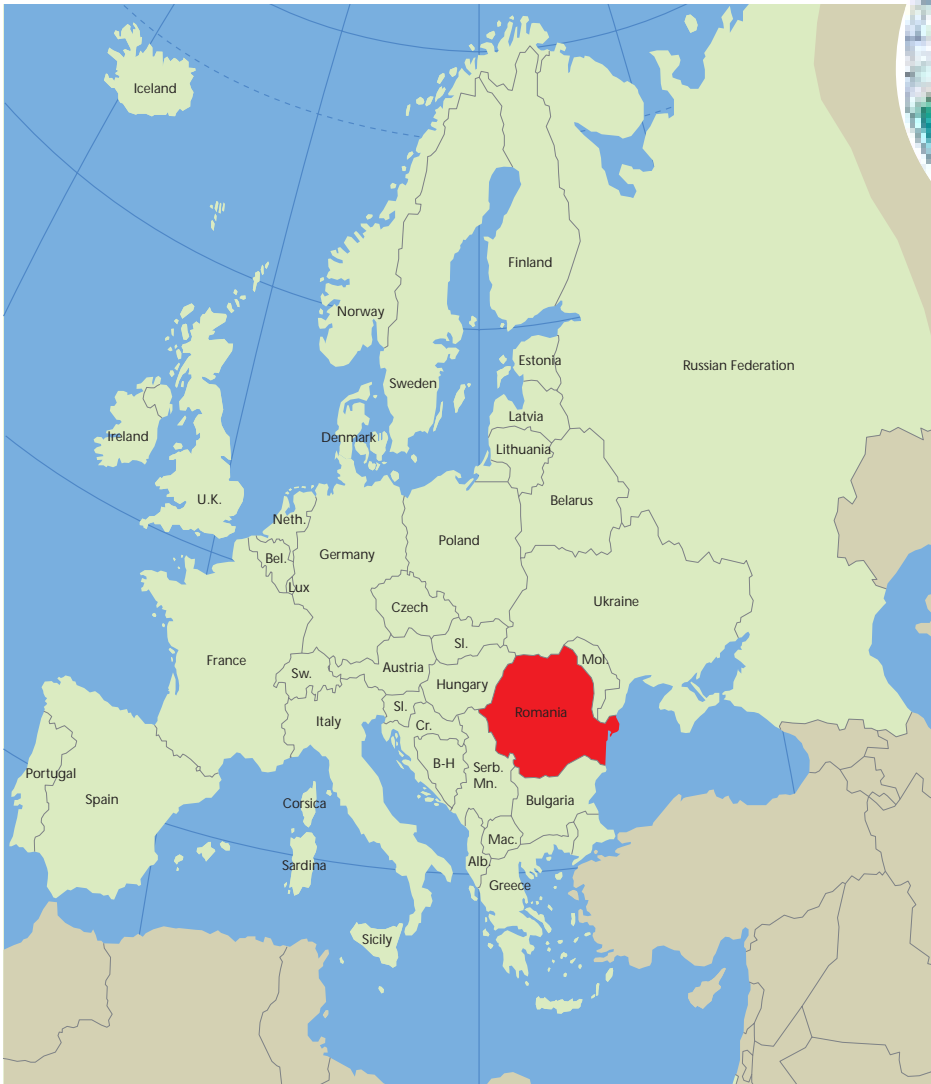 Iceland
Finland
Norway
Estonia
Russian Federation
Sweden
Latvia
Ireland
Denmark
Lithuania
U.K.
Belarus
Neth.
Poland
Germany
Bel.
Lux
Ukraine
Czech
Sl.
France
Mol.
Austria
Sw.
Hungary
Sl.
Romania
Italy
Cr.
B-H
Serb.
Mn.
Portugal
Spain
Corsica
Bulgaria
Mac.
Alb.
Sardina
Greece
Sicily